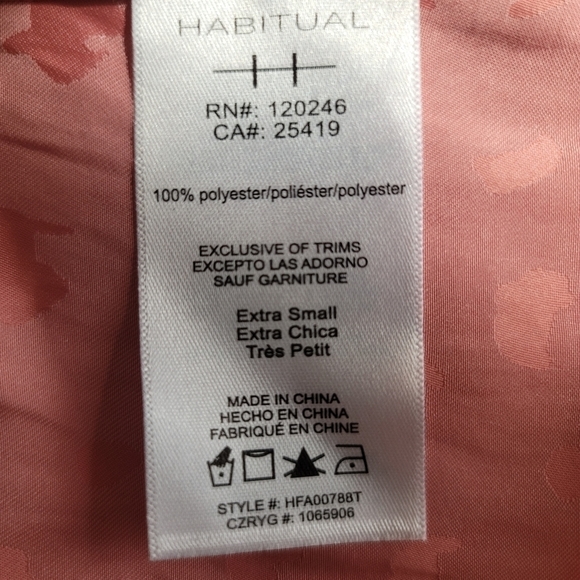 HABITUAL
RN#: 120246
CA#: 25419
100% polyester/poliéster/polyester
EXCLUSIVE OF TRIMS
EXCEPTO LAS ADORNO
SAUF GARNITURE
Extra Small
Extra Chica
Très Petit
MADE IN CHINA
HECHO EN CHINA
FABRIQUÉ EN CHINE
STYLE #: HFA00788T
CZRYG #: 1065906